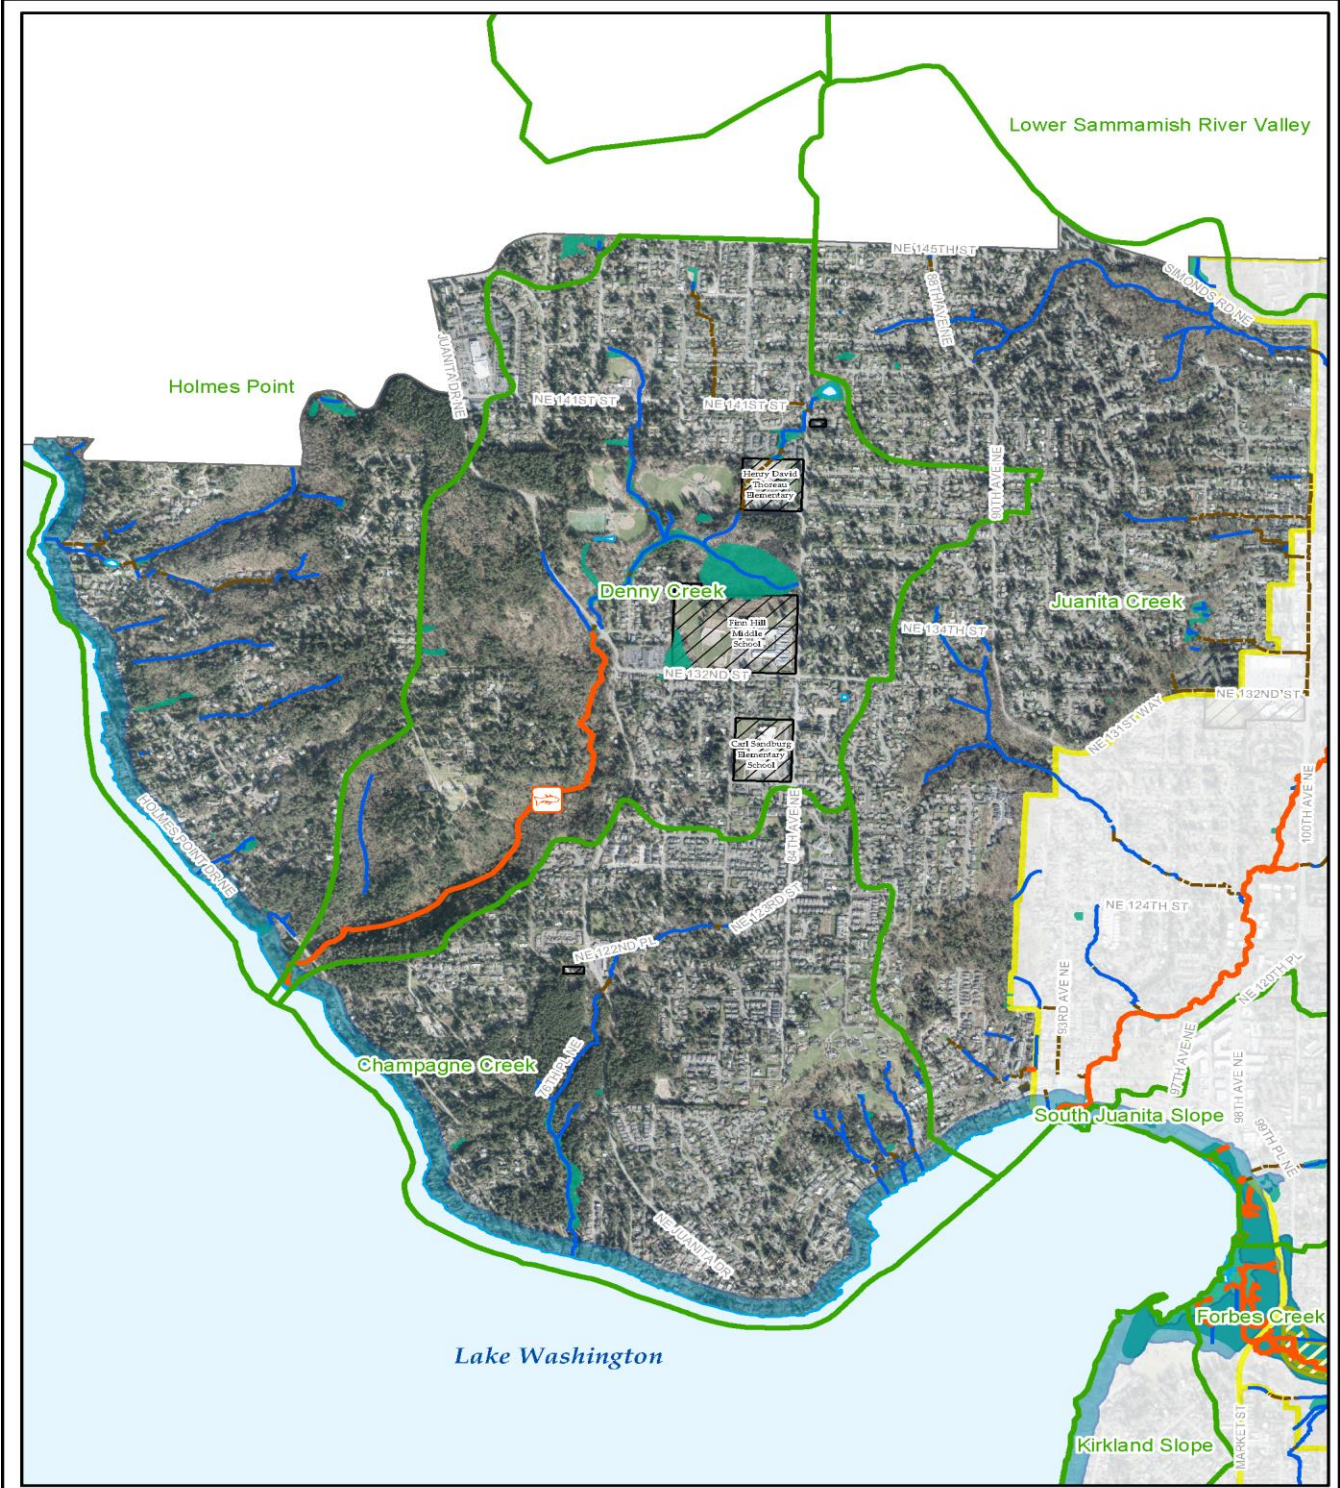 Lower Sammamish River Valley
NE 145TH ST
SIMONDS RD NE
88TH AVE NE
JUANITA DR NE
Holmes Point
NE 141ST ST
NE 141ST ST
90TH AVE NE
Henry David
Thoreau
Elementary
Denny Creek
Juanita Creek
Finn Hill
Middle
School
NE 134TH ST
NE 132ND ST
NE 132ND ST
NE 131ST WAY
Carl Sandburg
Elementary
School
HOLMES POINT DR NE
84TH AVE NE
100TH AVE NE
NE 123RD ST
NE 124TH ST
NE 122ND PL
NE 120TH PL
93RD AVE NE
Champagne Creek
76TH PL NE
97TH AVE NE
98TH AVE NE
South Juanita Slope
99TH PL NE
NE JUANITA DR
Forbes Creek
Lake Washington
Kirkland Slope
MARKET ST